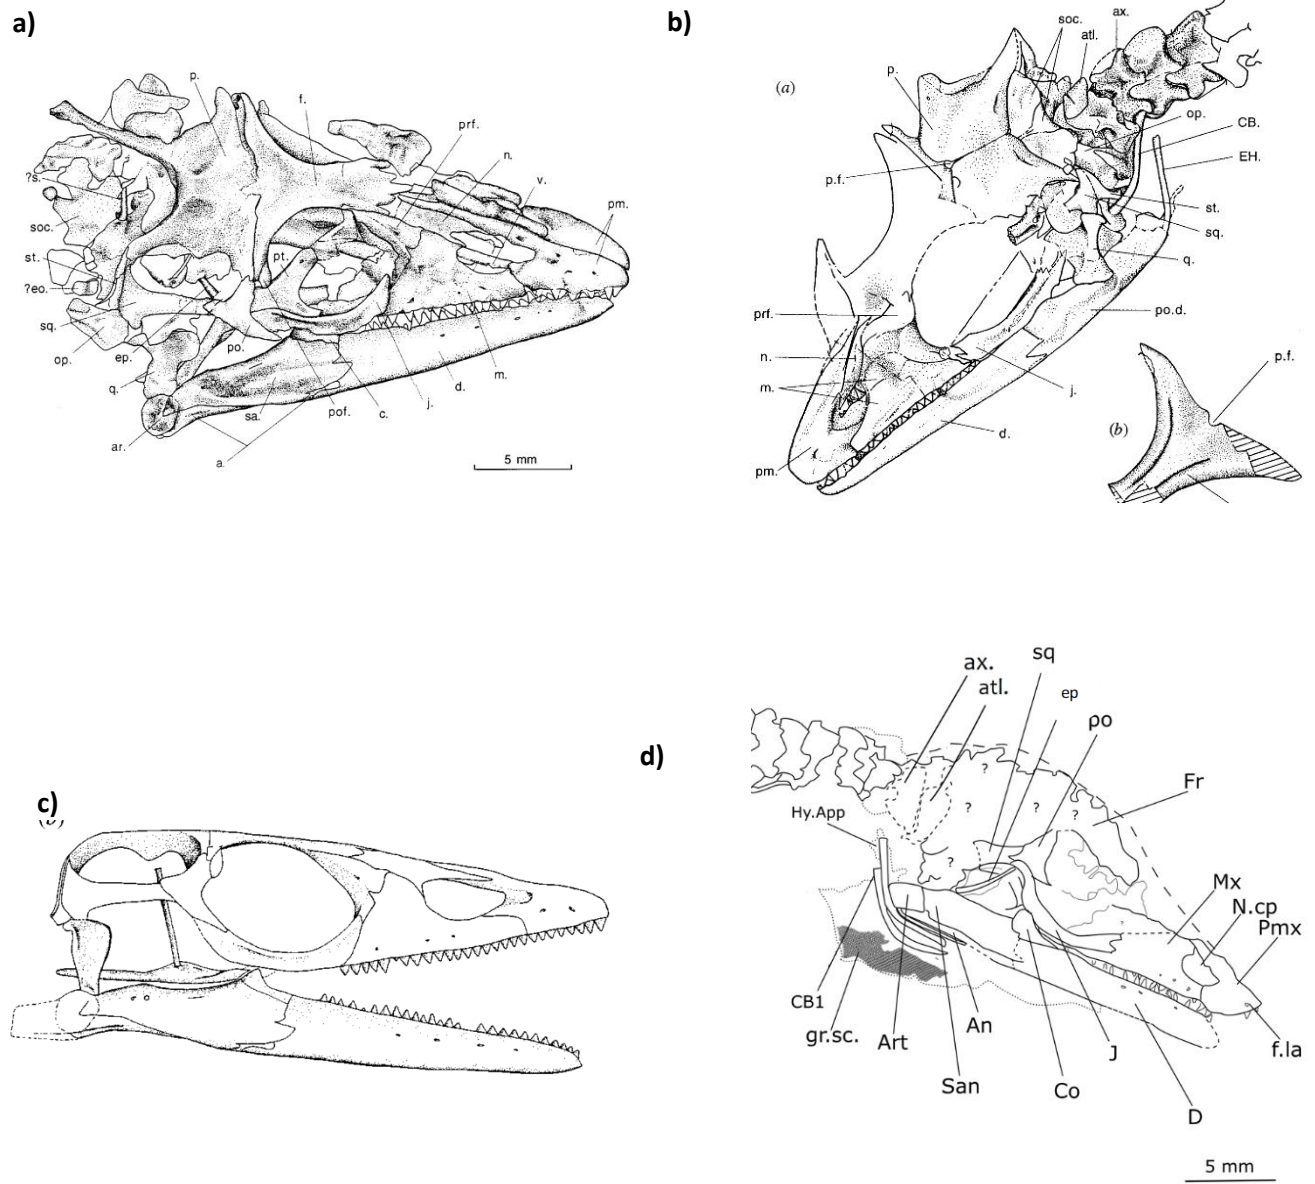 a)
p.
f.
prf.
n.
v.
pm.
?s.
soc.
st.
?eo.
sq.
op.
ep.
q.
po.
pt.
ar.
sa.
a.
pof.
c.
j.
d.
m.
5 mm
b)
(a)
soc.
ax.
atl.
p.
op.
CB.
EH.
p.f.
st.
sq.
q.
prf.
po.d.
n.
m.
j.
d.
pm.
(b)
p.f.
c)
d)
ax.
atl.
sq
ep
po
Fr
Hy.App
?
?
?
?
?
Mx
N.cp
Pmx
CB1
gr.sc.
Art
An
San
Co
J
D
f.la
5 mm